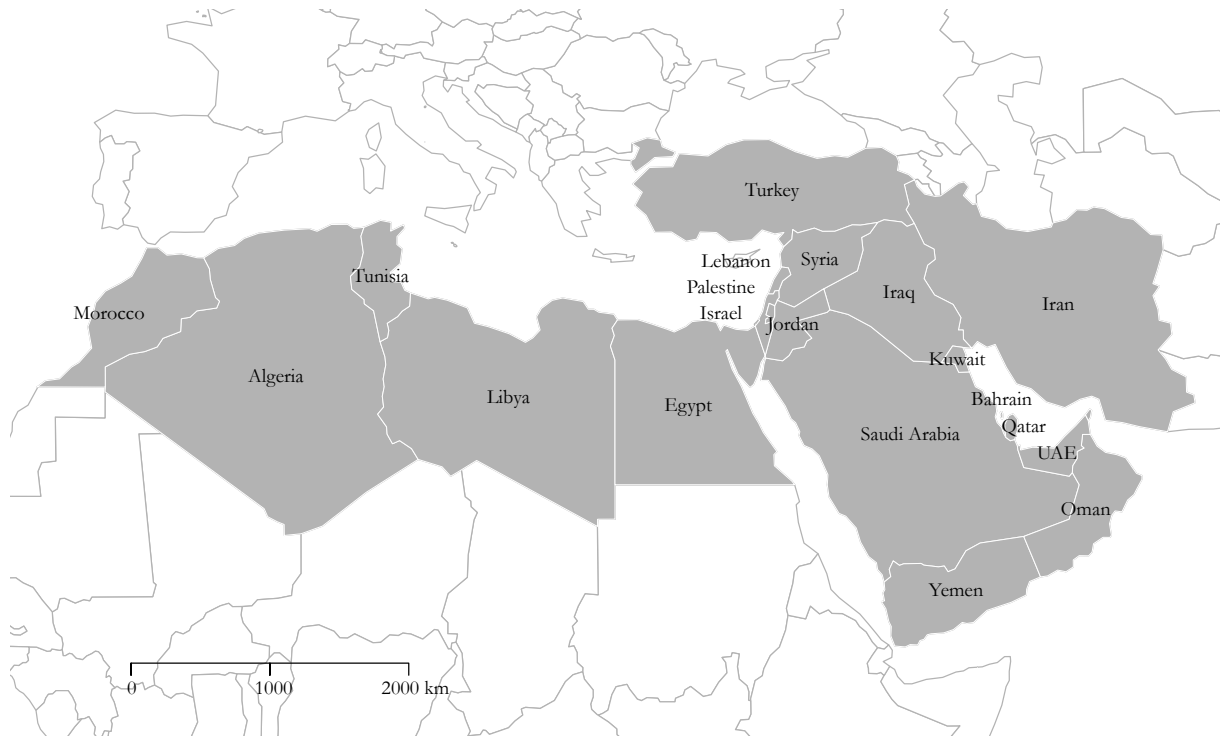 Turkey
Lebanon
Syria
Tunisia
Palestine
Iraq
Iran
Morocco
Israel
Jordan
Kuwait
Algeria
Libya
Egypt
Bahrain
Qatar
Saudi Arabia
UAE
Oman
Yemen
0 1000 2000 km